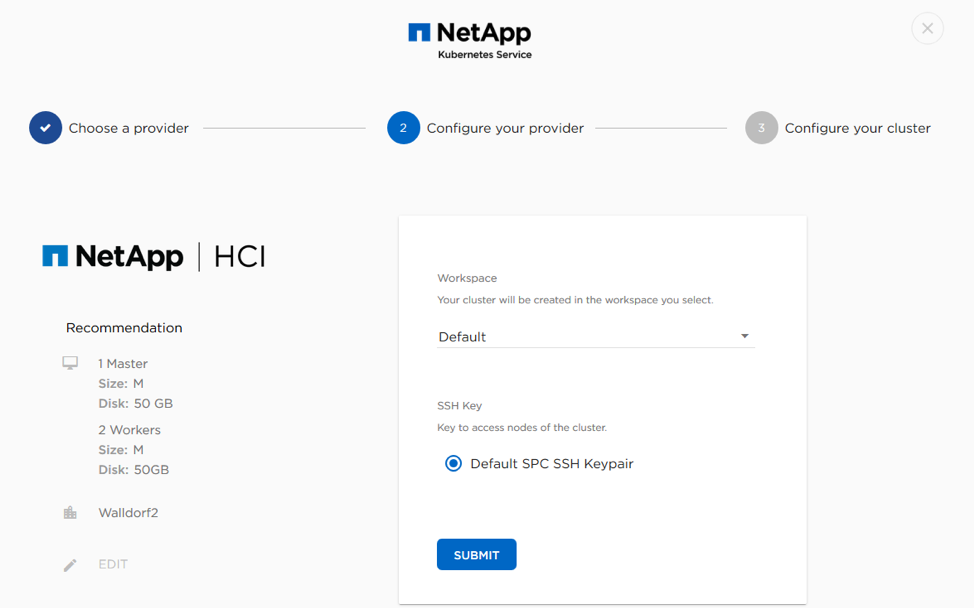 NetApp
Kubernetes Service
Choose a provider
2 Configure your provider
3 Configure your cluster
NetApp | HCI
Recommendation
1 Master
Size: M
Disk: 50 GB
2 Workers
Size: M
Disk: 50GB
Walldorf2
EDIT
Workspace
Your cluster will be created in the workspace you select.
Default
SSH Key
Key to access nodes of the cluster.
Default SPC SSH Keypair
SUBMIT